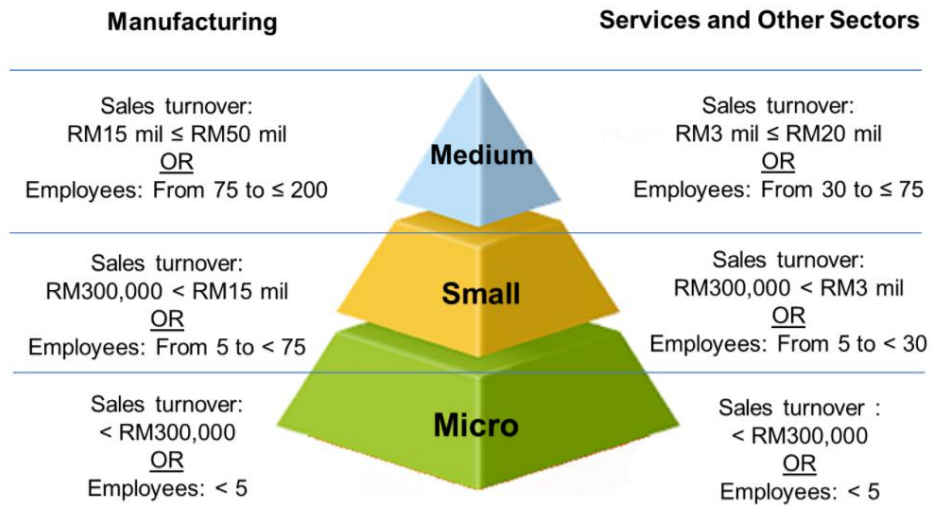 Manufacturing
Services and Other Sectors
Sales turnover:
RM15 mil ≤ RM50 mil
OR
Employees: From 75 to ≤ 200
Medium
Sales turnover:
RM3 mil ≤ RM20 mil
OR
Employees: From 30 to ≤ 75
Sales turnover:
RM300,000 < RM15 mil
OR
Employees: From 5 to < 75
Small
Sales turnover:
RM300,000 < RM3 mil
OR
Employees: From 5 to < 30
Sales turnover:
< RM300,000
OR
Employees: < 5
Micro
Sales turnover :
< RM300,000
OR
Employees: < 5